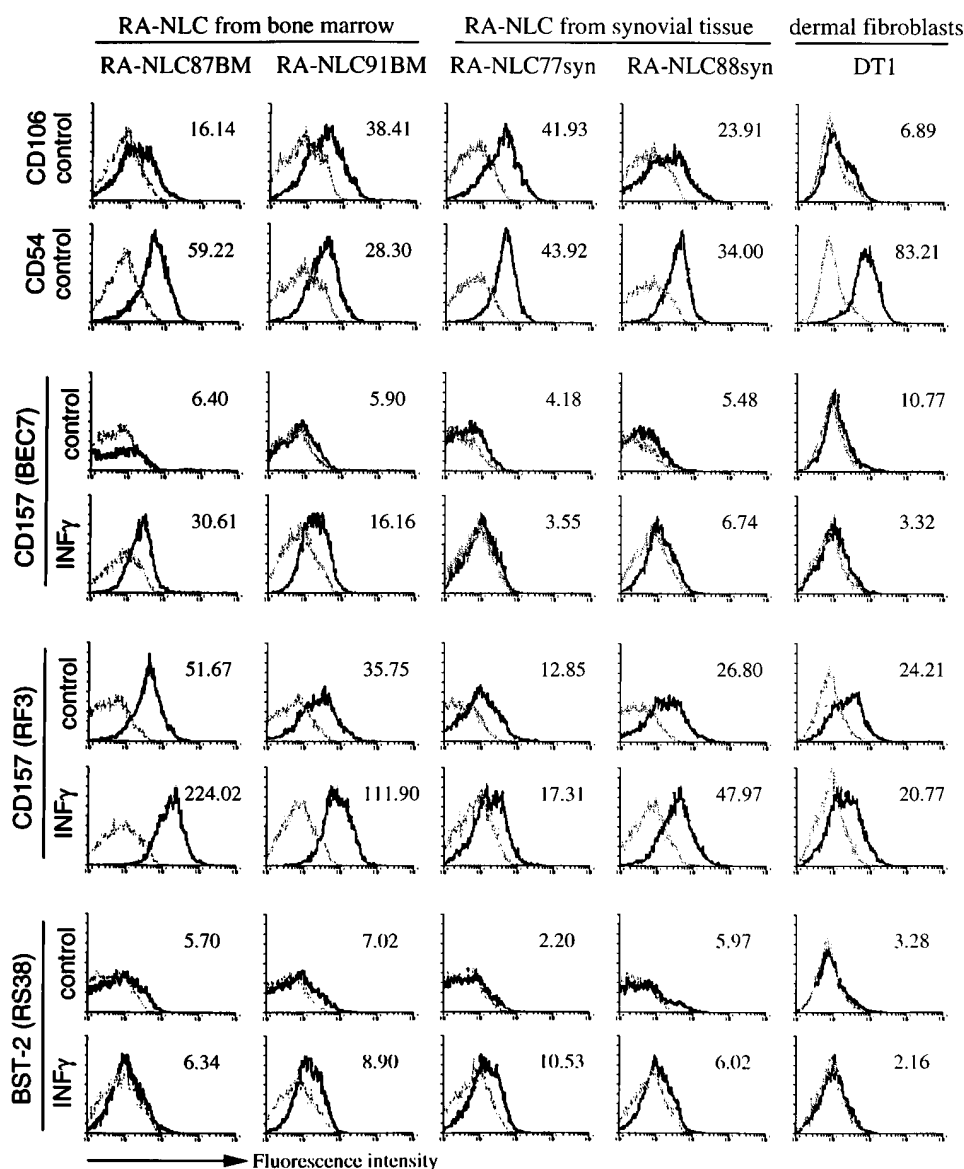 RA-NLC from bone marrow RA-NLC from synovial tissue dermal fibroblasts
RA-NLC87BM RA-NLC91BM RA-NLC77syn RA-NLC88syn DT1
CD106 control 16.14 38.41 41.93 23.91 6.89
CD54 control 59.22 28.30 43.92 34.00 83.21
CD157 (BEC7)
control 6.40 5.90 4.18 5.48 10.77
INFγ 30.61 16.16 3.55 6.74 3.32
CD157 (RF3)
control 51.67 35.75 12.85 26.80 24.21
INFγ 224.02 111.90 17.31 47.97 20.77
BST-2 (RS38)
control 5.70 7.02 2.20 5.97 3.28
INFγ 6.34 8.90 10.53 6.02 2.16
Fluorescence intensity